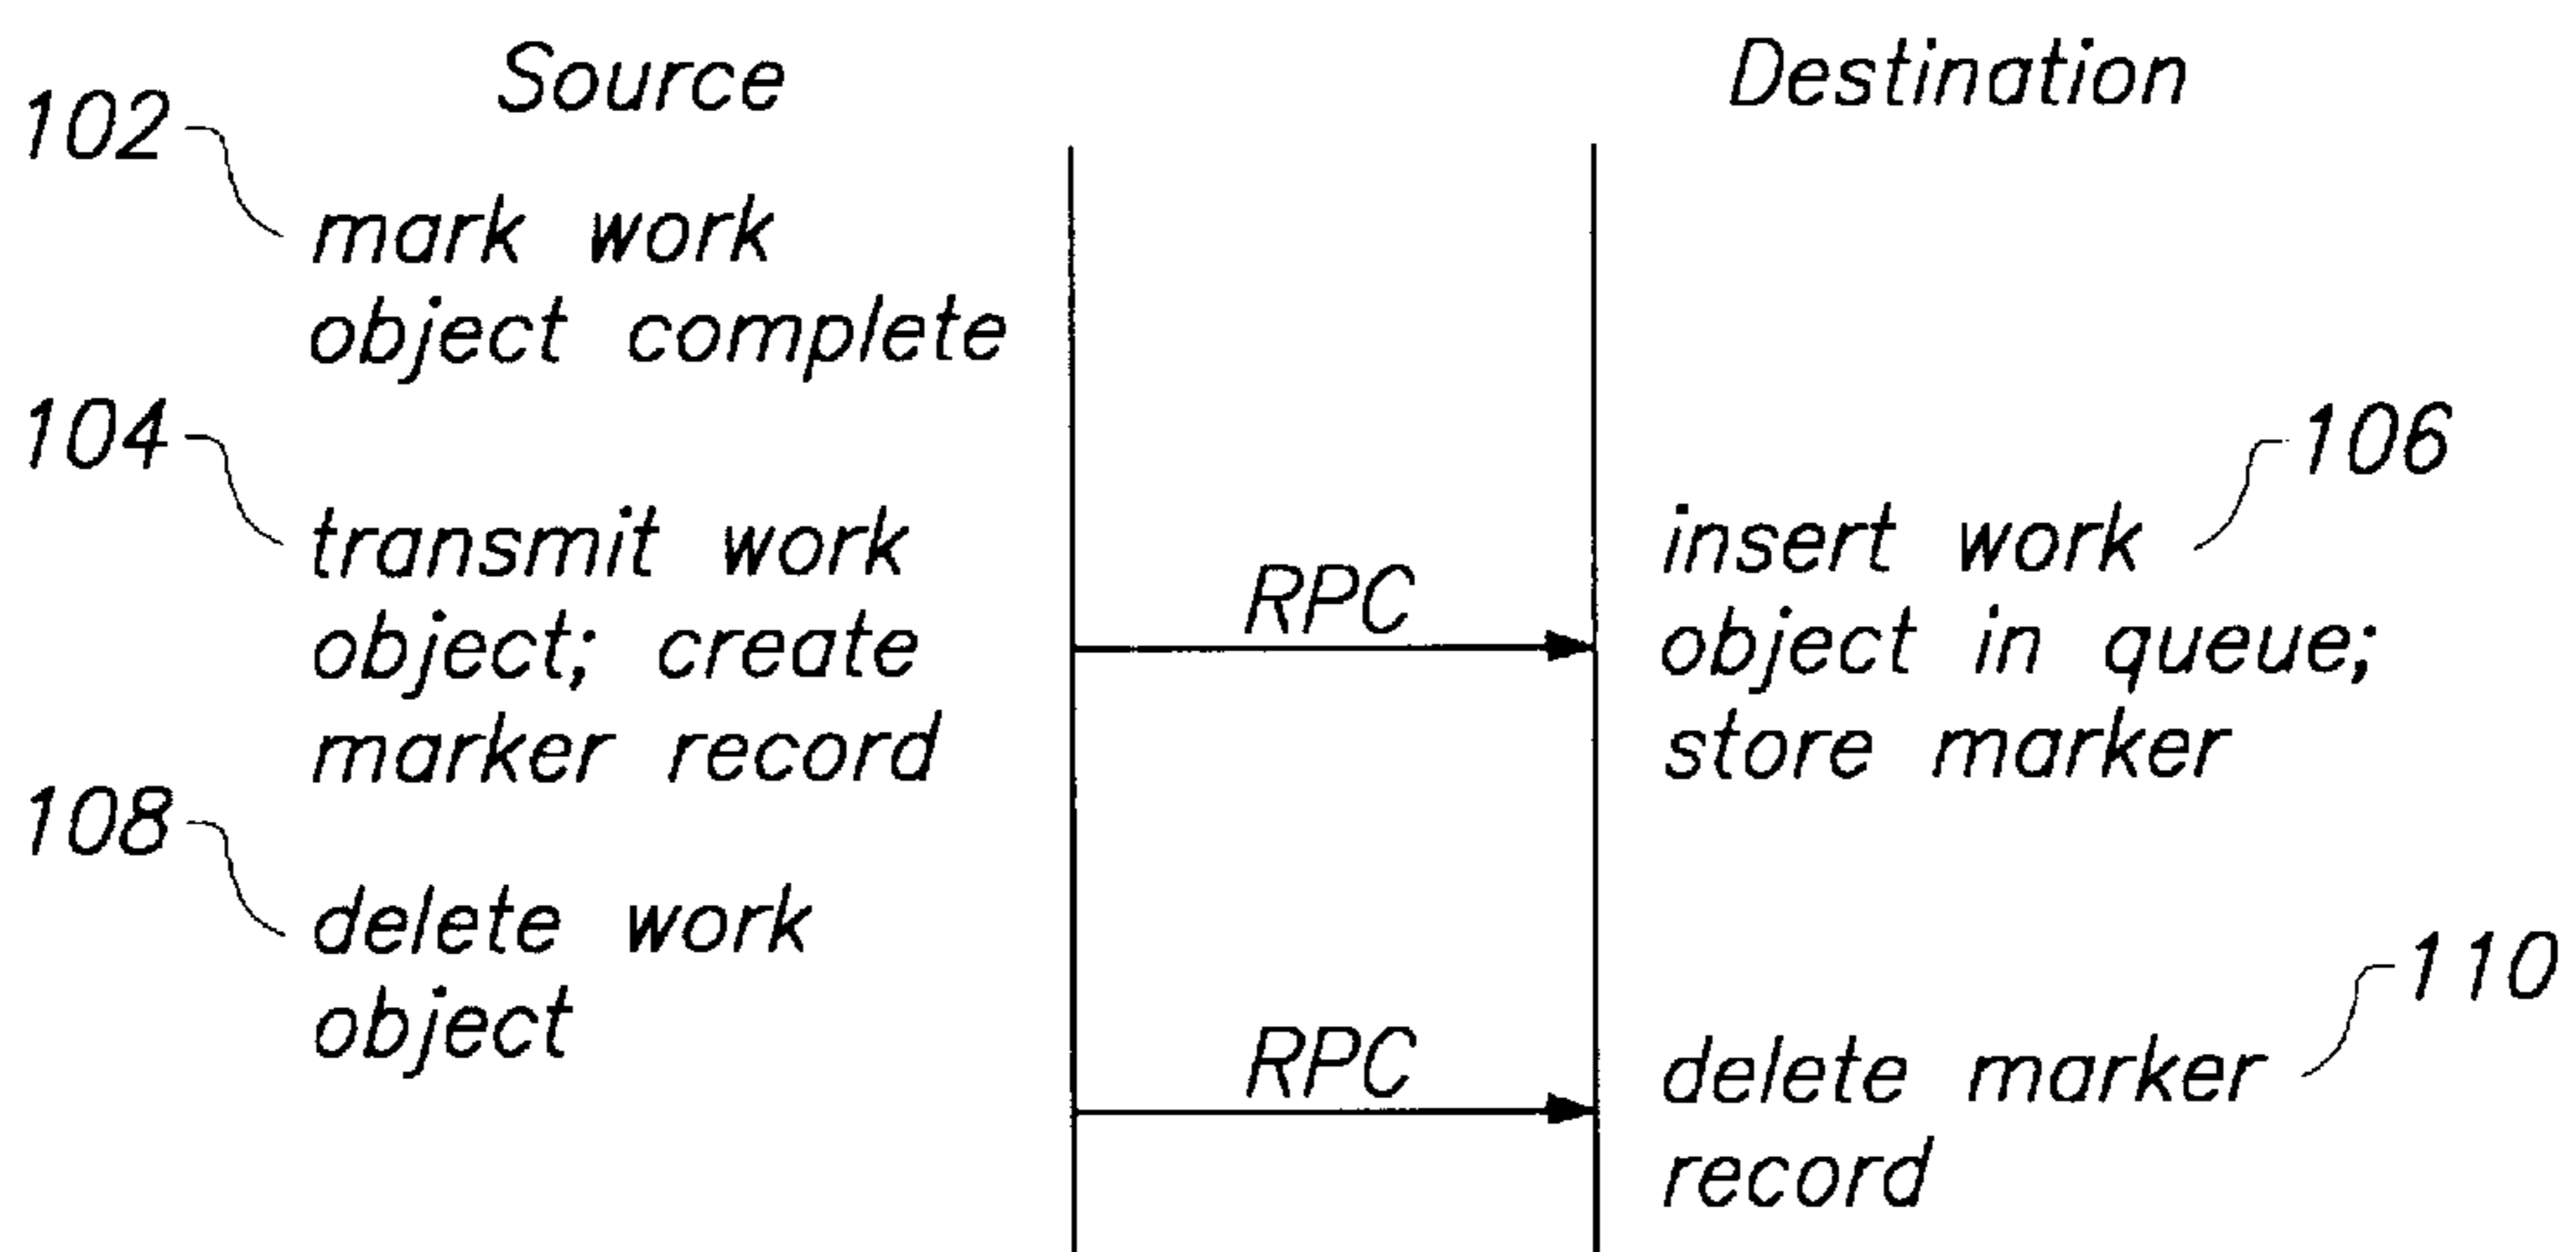 Source
Destination
102
mark work
object complete
104
transmit work
object; create
marker record
RPC
106
insert work
object in queue;
store marker
108
delete work
object
RPC
110
delete marker
record